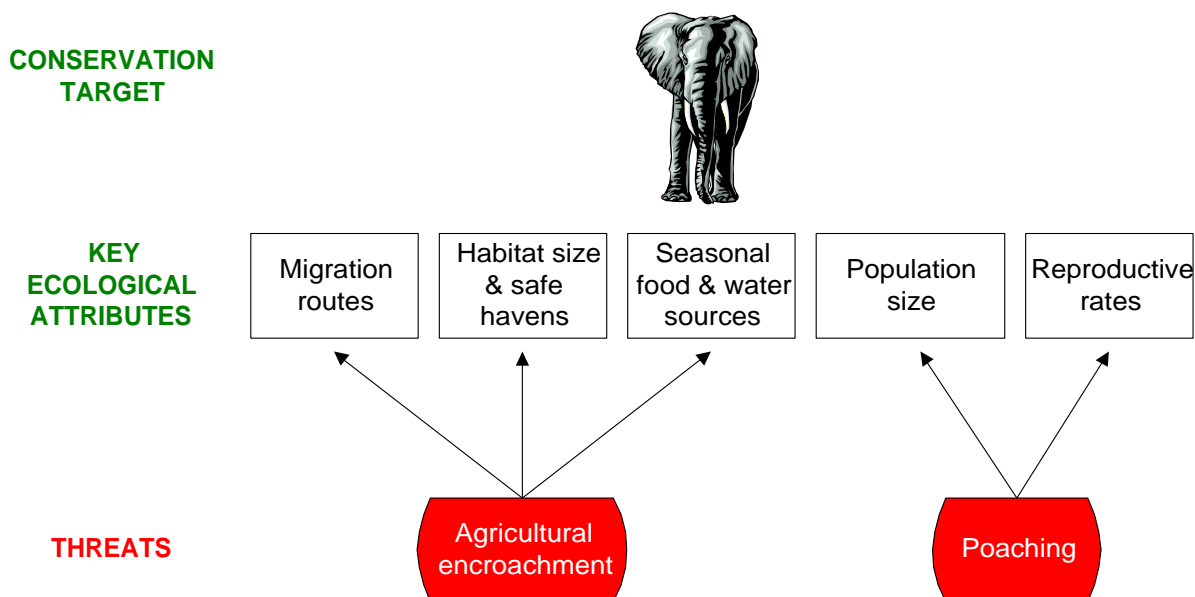 CONSERVATION
TARGET
KEY
ECOLOGICAL
ATTRIBUTES
Migration
routes
Habitat size
& safe
havens
Seasonal
food & water
sources
Population
size
Reproductive
rates
THREATS
Agricultural
encroachment
Poaching